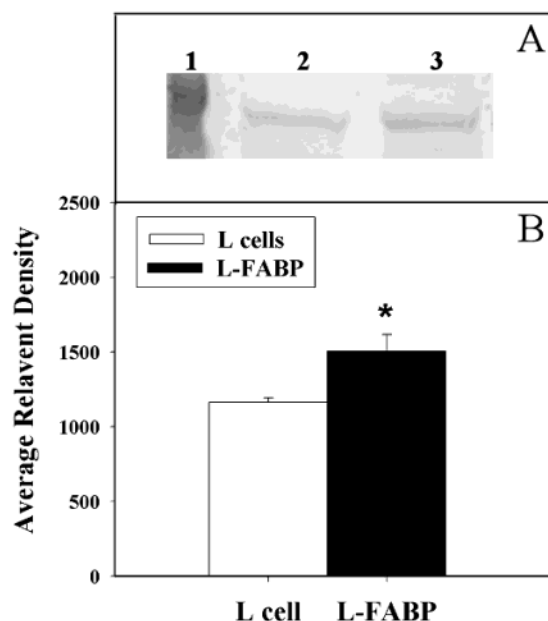 A
1 2 3
B
2500
2000
1500
1000
500
0
Average Relavent Density
L cells
L-FABP
*
L cell L-FABP